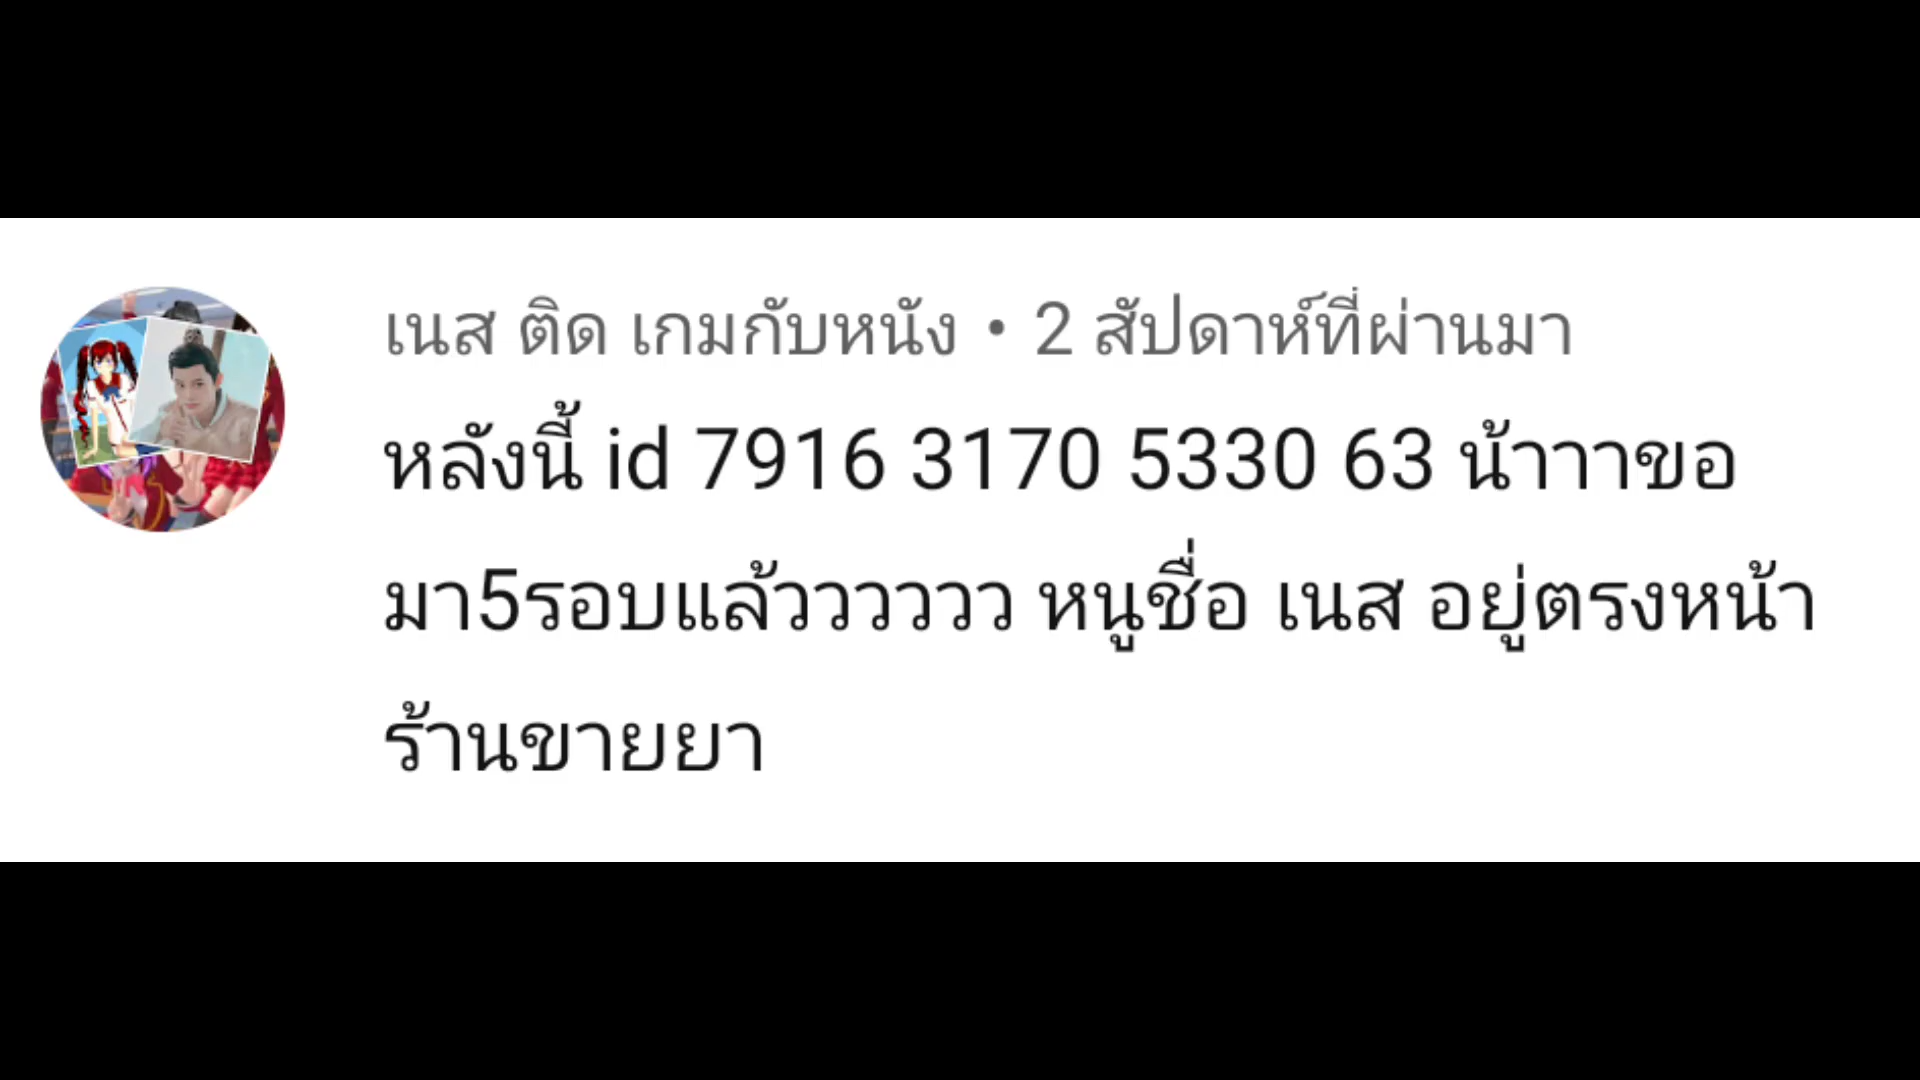 เนส ติด เกมกับหนัง • 2 สัปดาห์ที่ผ่านมา
หลังนี้ id 7916 3170 5330 63 น้าาาขอ
มา5รอบแล้วววววว หนูชื่อ เนส อยู่ตรงหน้า
ร้านขายยา